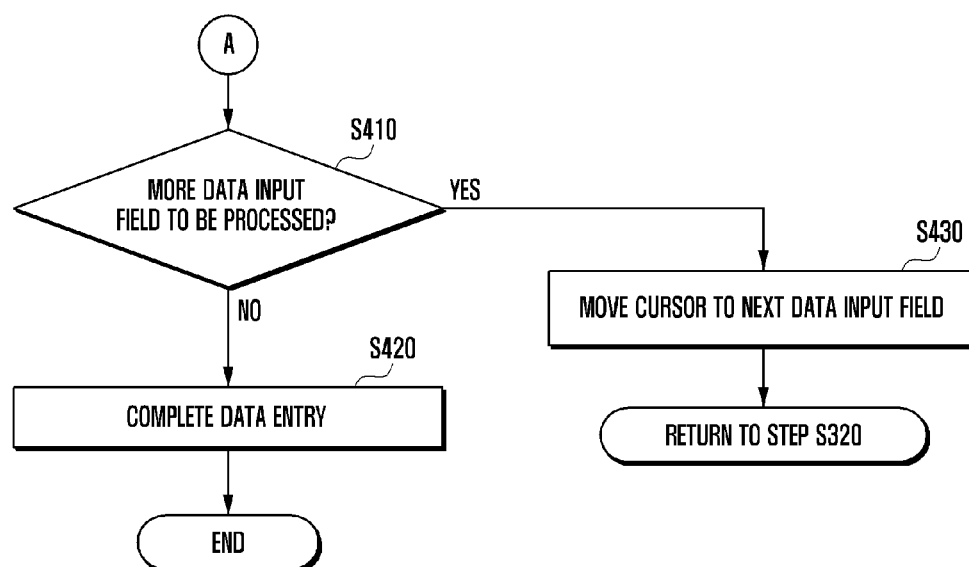 A
S410
MORE DATA INPUT
FIELD TO BE PROCESSED?
YES
NO
S430
MOVE CURSOR TO NEXT DATA INPUT FIELD
S420
COMPLETE DATA ENTRY
RETURN TO STEP S320
END